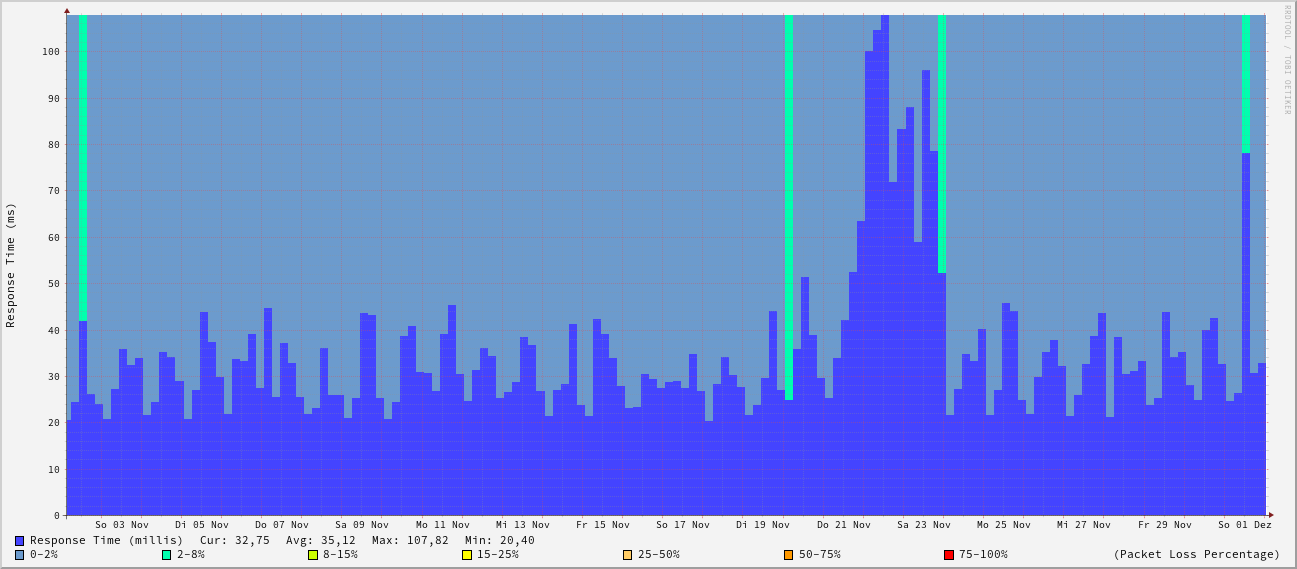 RRDTOOL / TOBI OETIKER
Response Time (ms)
100
90
80
70
60
50
40
30
20
10
0
So 03 Nov Di 05 Nov Do 07 Nov Sa 09 Nov Mo 11 Nov Mi 13 Nov Fr 15 Nov So 17 Nov Di 19 Nov Do 21 Nov Sa 23 Nov Mo 25 Nov Mi 27 Nov Fr 29 Nov So 01 Dez
Response Time (millis) Cur: 32,75 Avg: 35,12 Max: 107,82 Min: 20,40
0-2% 2-8% 8-15% 15-25% 25-50% 50-75% 75-100% (Packet Loss Percentage)